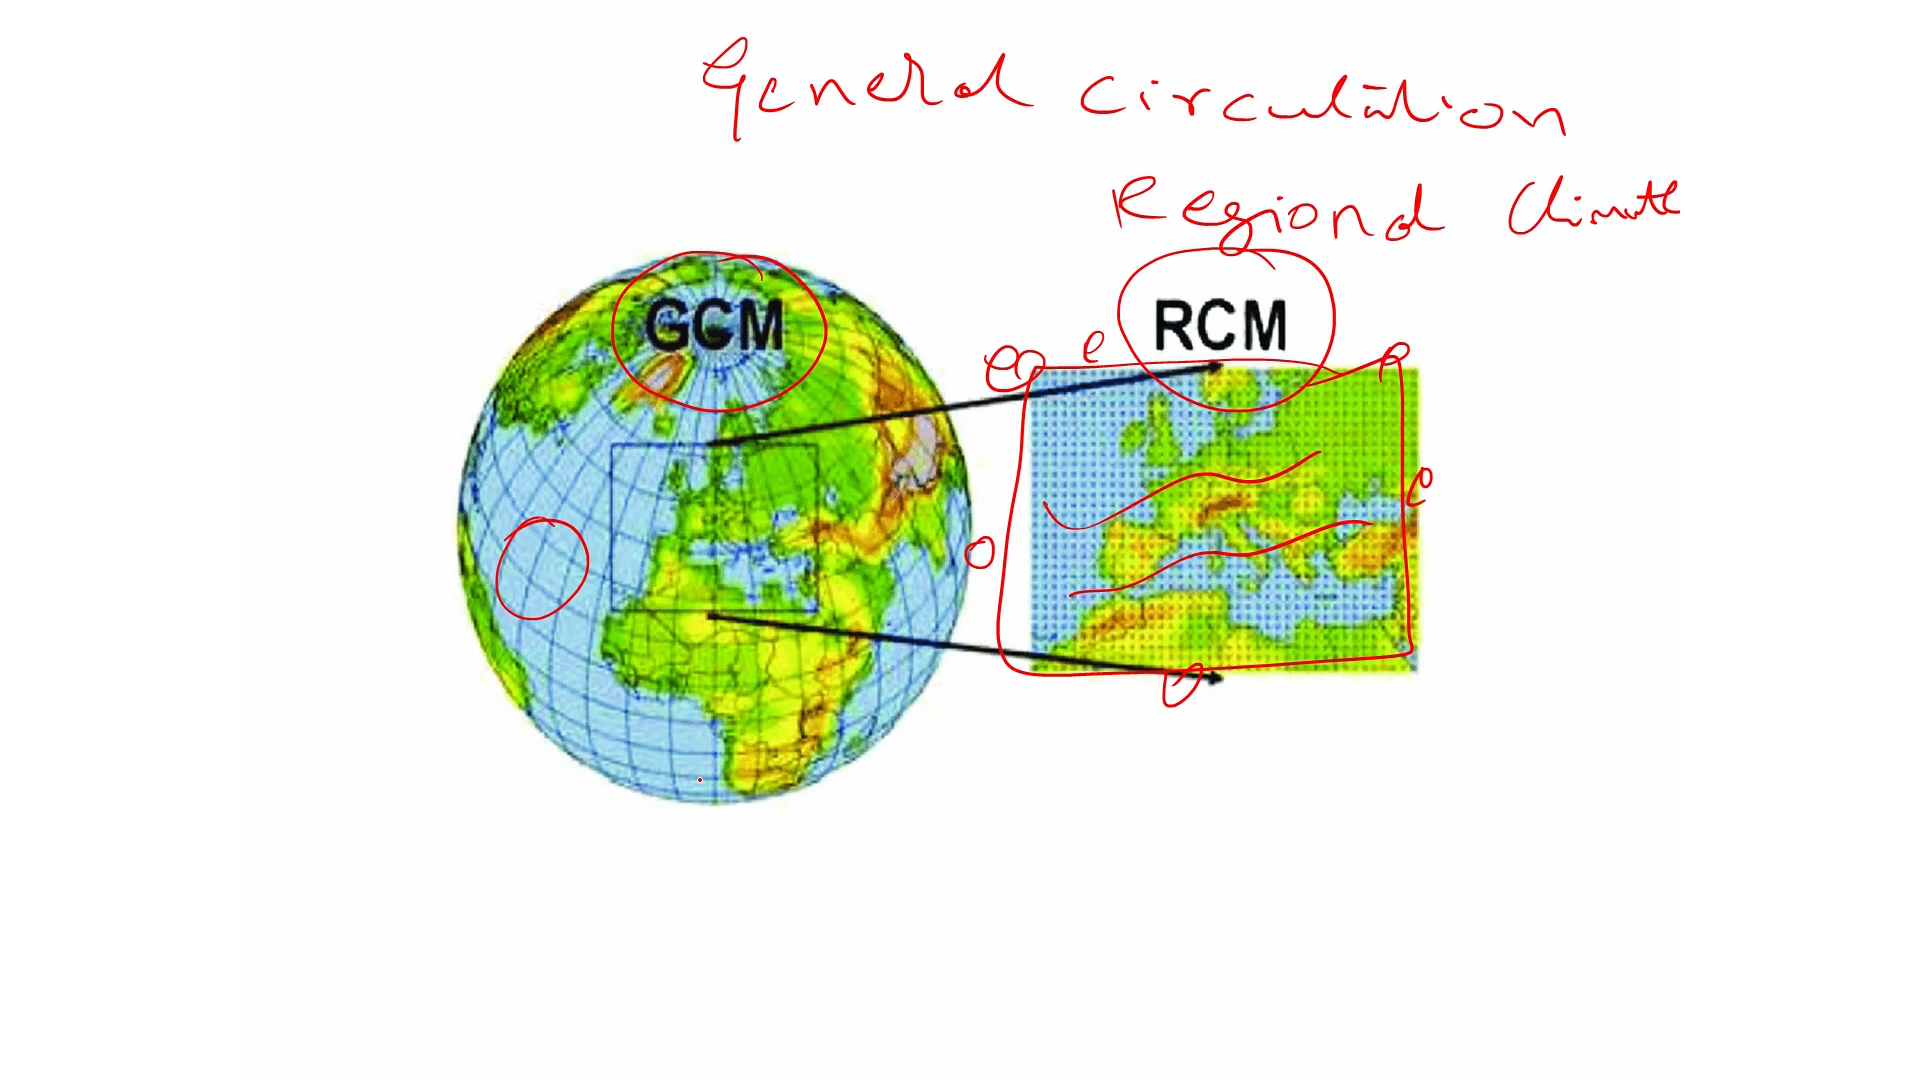 General Circulation
Regional Climate
GCM
RCM